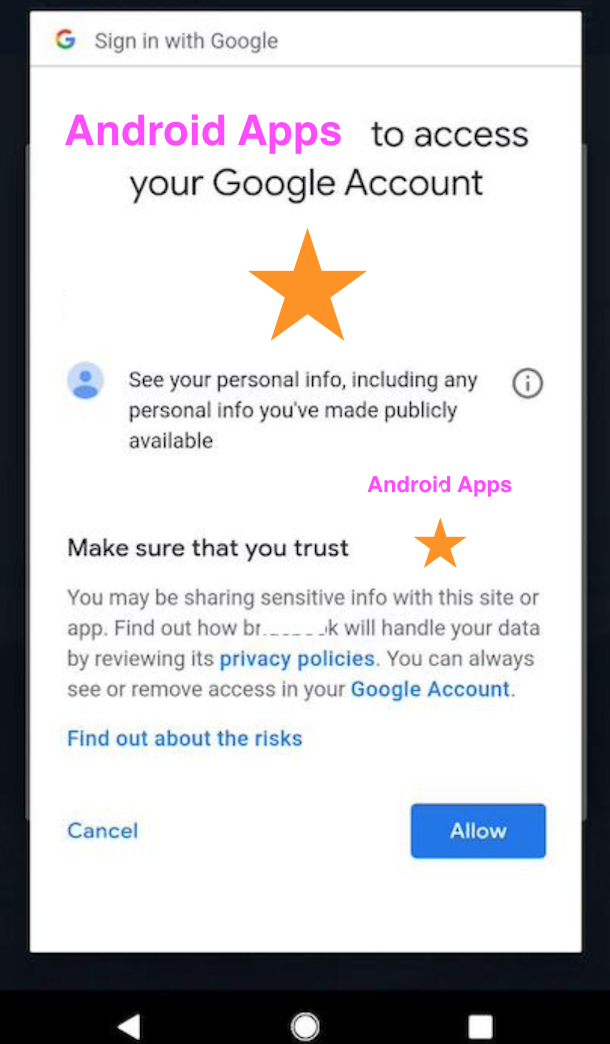 Sign in with Google
Android Apps to access
your Google Account
See your personal info, including any
personal info you've made publicly
available
Android Apps
Make sure that you trust
You may be sharing sensitive info with this site or
app. Find out how will handle your data
by reviewing its privacy policies. You can always
see or remove access in your Google Account.
Find out about the risks
Cancel
Allow